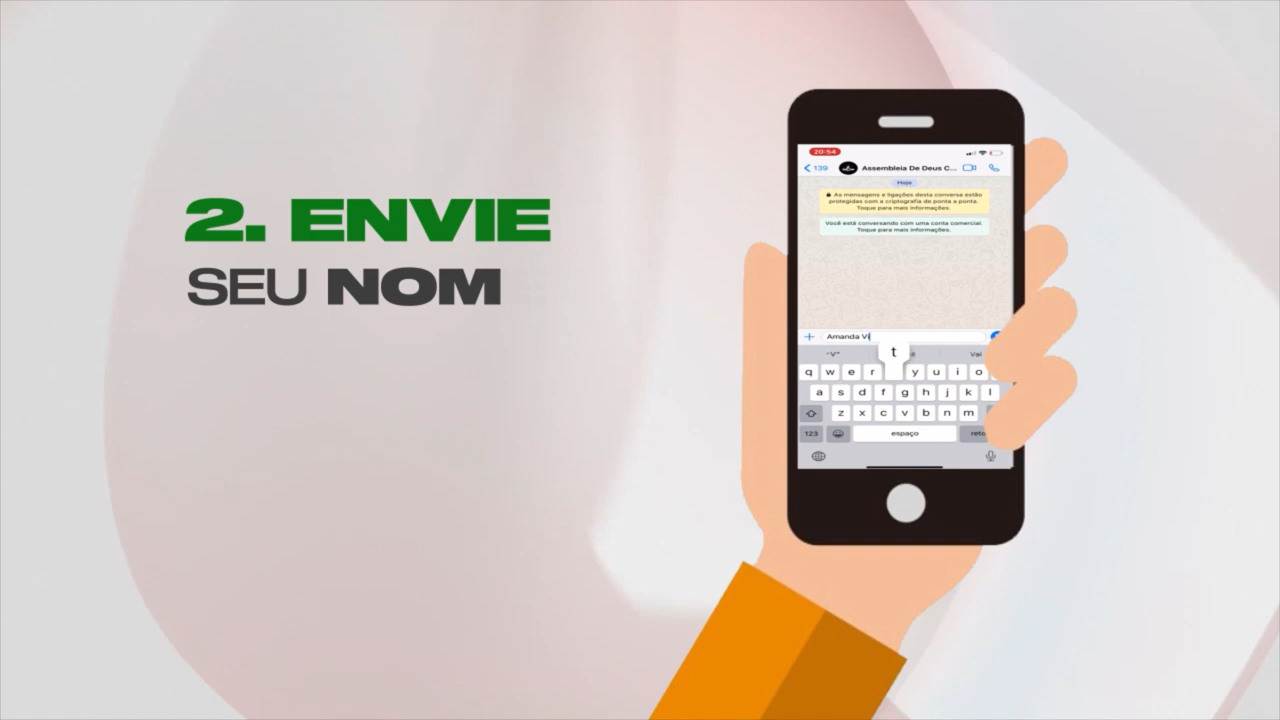 2. ENVIE
SEU NOM
20:54
139
Assembleia De Deus C...
Hoje
As mensagens e ligações desta conversa estão
protegidas com a criptografia de ponta a ponta.
Toque para mais informações.
Você está conversando com uma conta comercial.
Toque para mais informações.
Amanda Vi
"V"
Vai
t
q w e r y u i o
a s d f g h j k l
z x c v b n m
123 espaço reto